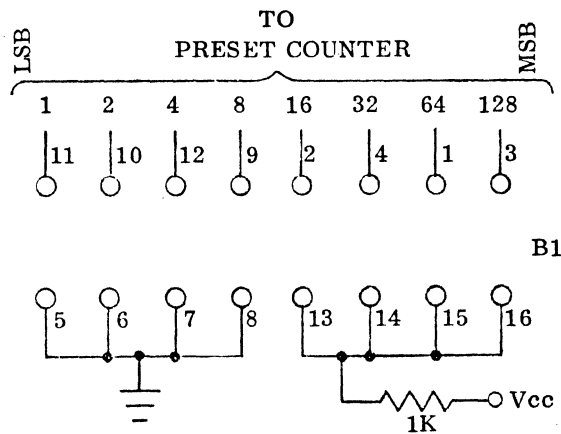 TO
PRESET COUNTER
LSB
MSB
1 2 4 8 16 32 64 128
11 10 12 9 2 4 1 3
B1
5 6 7 8 13 14 15 16
Vcc
1K